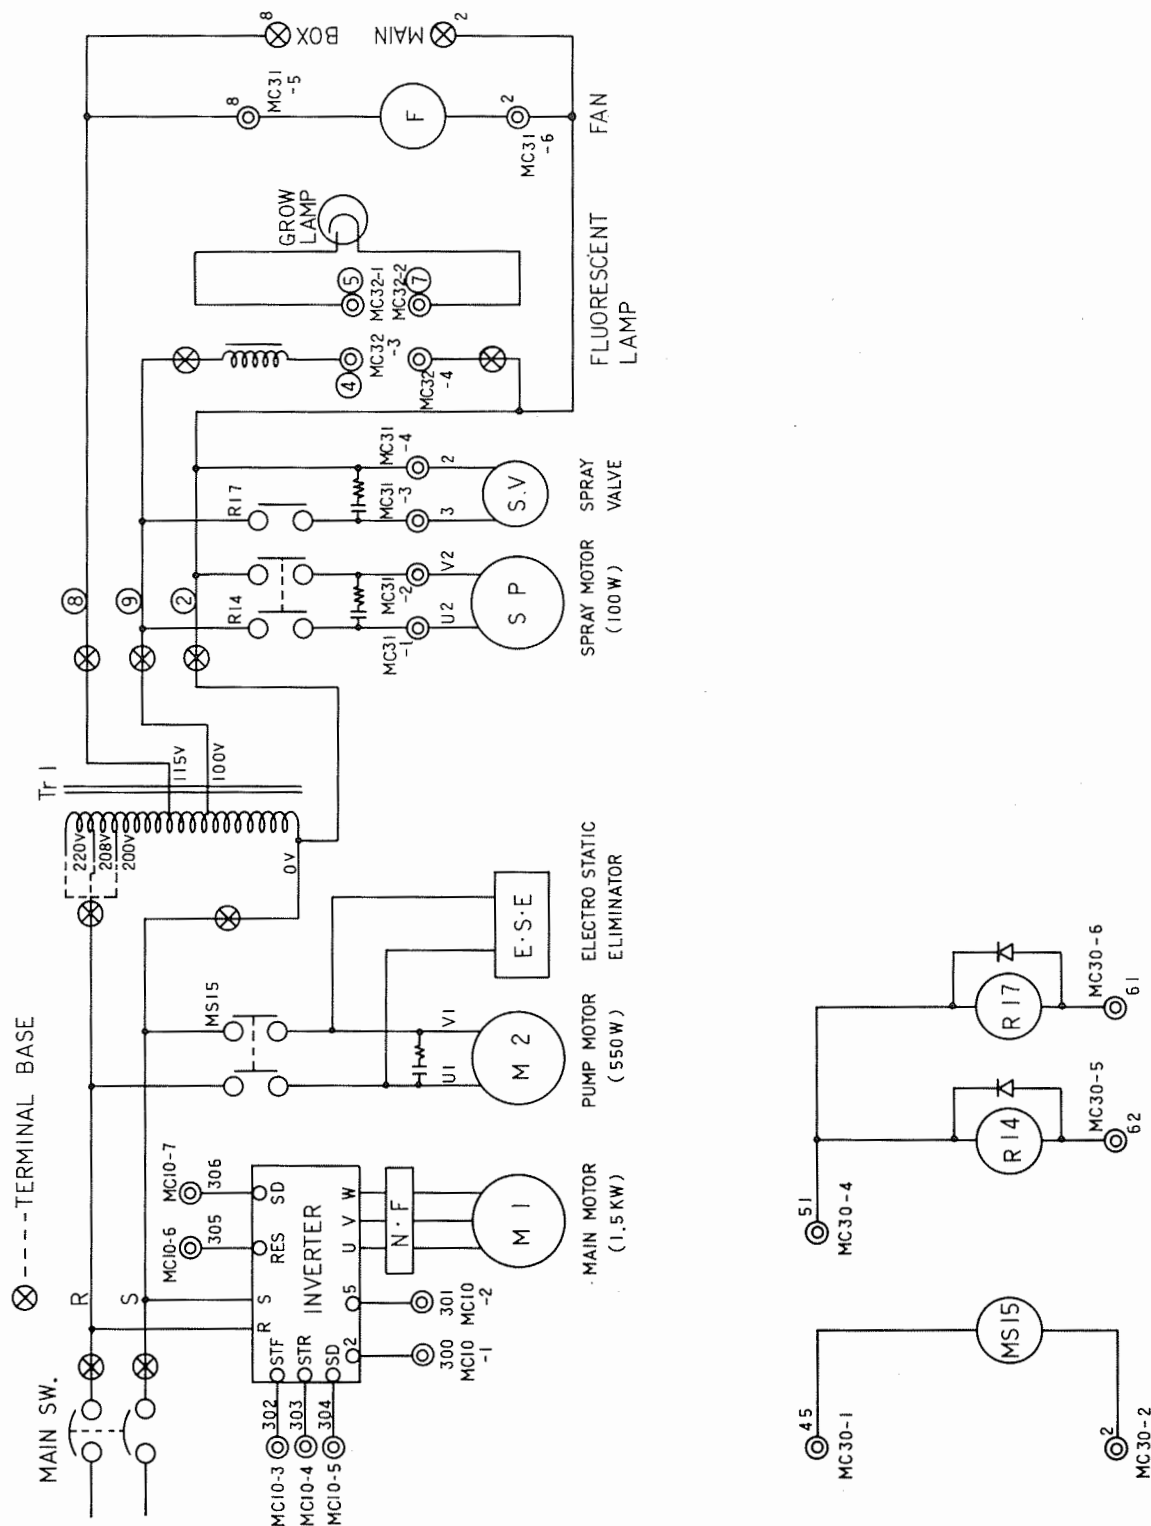 ⊗----TERMINAL BASE
MAIN SW.
R
S
MC10-3
302
STF
MC10-4
303
STR
MC10-5
304
SD
R
S
INVERTER
MC10-6
305
RES
MC10-7
306
SD
2
5
U
V
W
300
MC10
-1
301
MC10
-2
N·F
M1
MAIN MOTOR
(1.5KW)
MS15
U1
V1
M2
PUMP MOTOR
(550W)
E·S·E
ELECTRO STATIC
ELIMINATOR
Tr 1
220V
208V
200V
0V
115V
100V
8
9
2
R14
MC31
-1
MC31
-2
U2
V2
SP
SPRAY MOTOR
(100W)
R17
MC31
-3
MC31
-4
3
2
S.V
SPRAY
VALVE
4
MC32
-3
MC32
-4
5
MC32-1
MC32-2
7
GROW
LAMP
FLUORESCENT
LAMP
8
MC31
-5
F
2
MC31
-6
FAN
8
BOX
MAIN
2
45
MC30-1
MS15
2
MC30-2
51
MC30-4
R14
MC30-5
62
R17
MC30-6
61